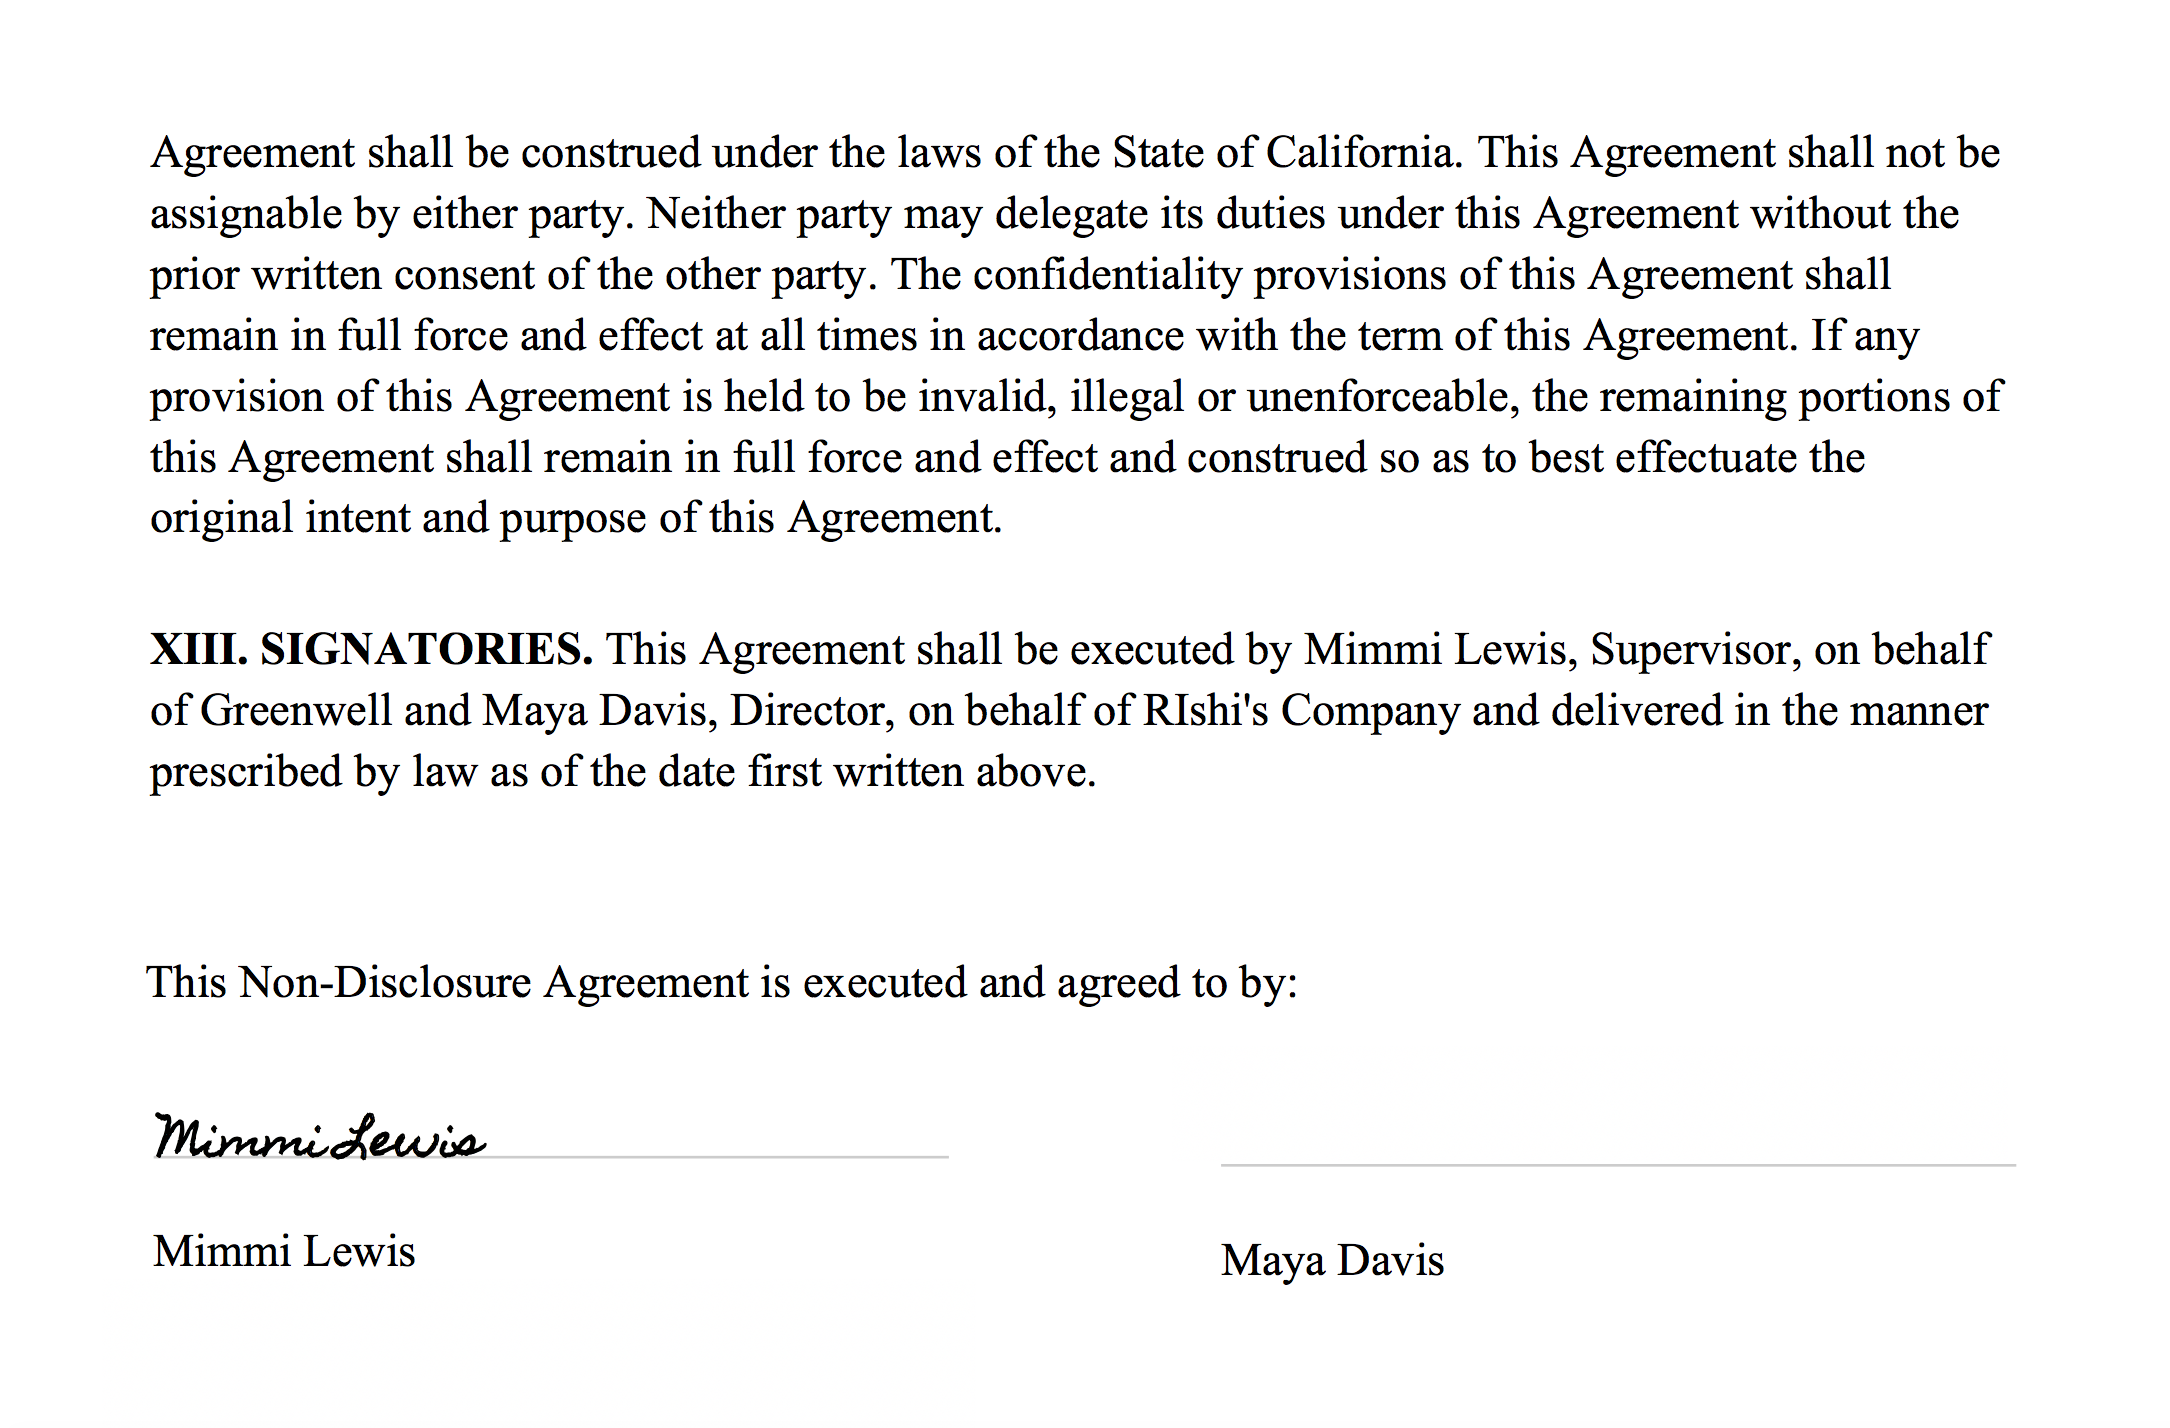 Agreement shall be construed under the laws of the State of California. This Agreement shall not be
assignable by either party. Neither party may delegate its duties under this Agreement without the
prior written consent of the other party. The confidentiality provisions of this Agreement shall
remain in full force and effect at all times in accordance with the term of this Agreement. If any
provision of this Agreement is held to be invalid, illegal or unenforceable, the remaining portions of
this Agreement shall remain in full force and effect and construed so as to best effectuate the
original intent and purpose of this Agreement.
XIII. SIGNATORIES. This Agreement shall be executed by Mimmi Lewis, Supervisor, on behalf
of Greenwell and Maya Davis, Director, on behalf of RIshi's Company and delivered in the manner
prescribed by law as of the date first written above.
This Non-Disclosure Agreement is executed and agreed to by:
Mimmi Lewis
Mimmi Lewis
Maya Davis